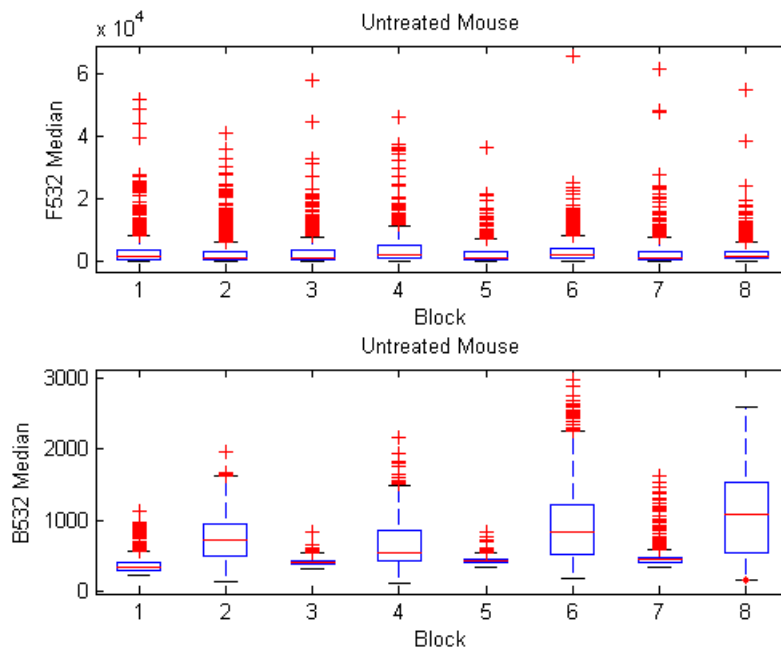 x 10^4
Untreated Mouse
6
4
2
0
F532 Median
1 2 3 4 5 6 7 8
Block
Untreated Mouse
3000
2000
1000
0
B532 Median
1 2 3 4 5 6 7 8
Block